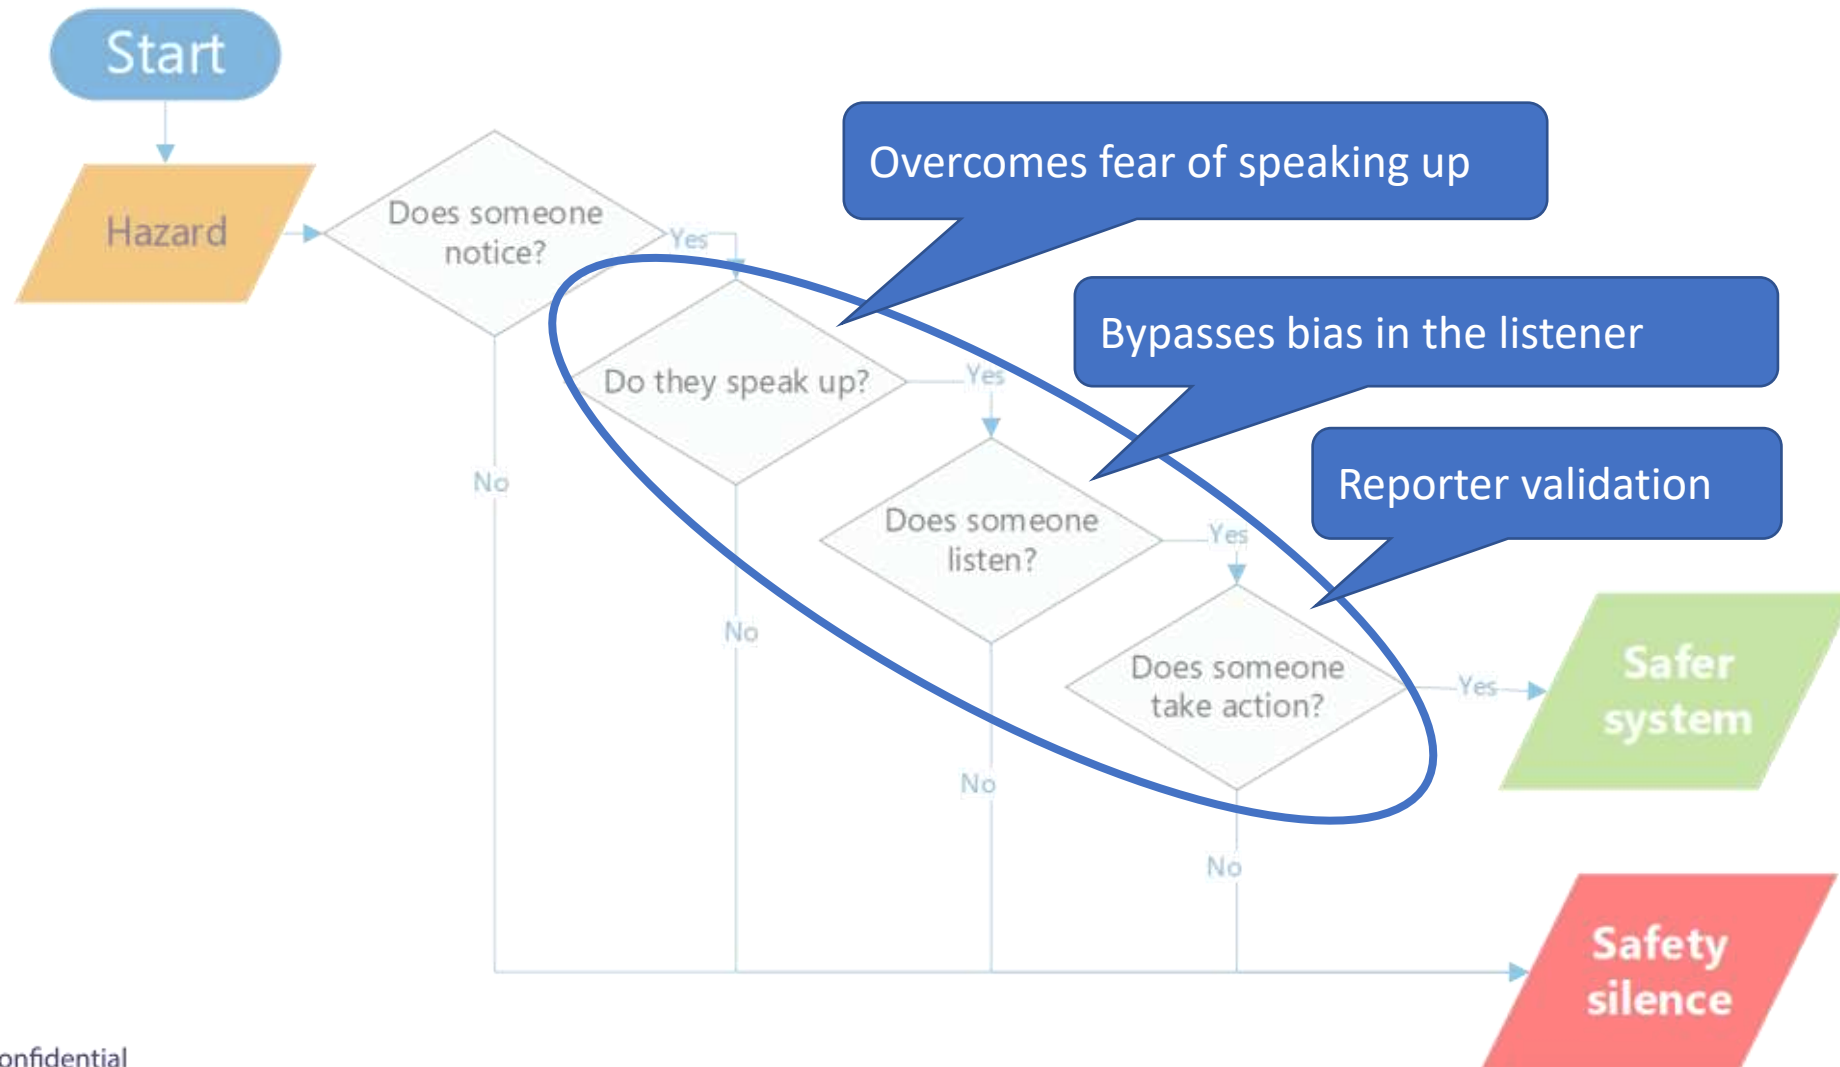 Start
Hazard
Does someone
notice?
Yes
No
Overcomes fear of speaking up
Do they speak up?
Yes
No
Bypasses bias in the listener
Does someone
listen?
Yes
No
Reporter validation
Does someone
take action?
Yes
No
Safer
system
Safety
silence
onfidential